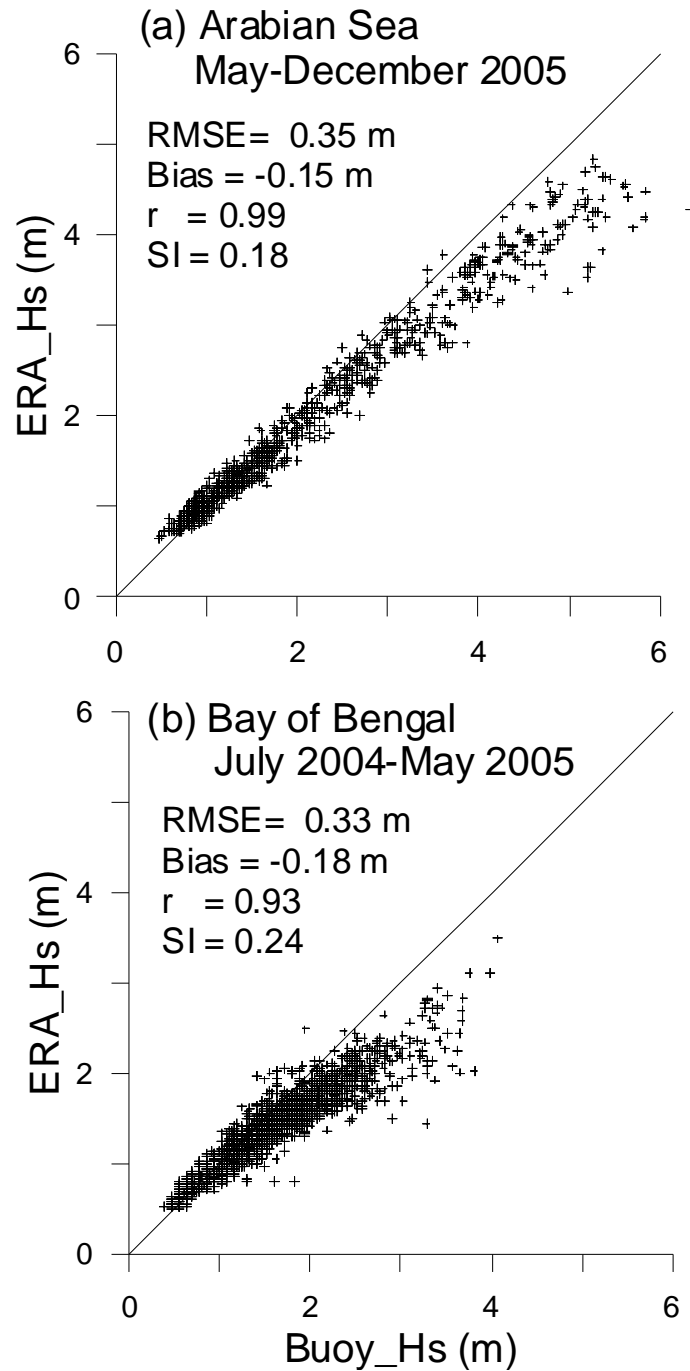 (a) Arabian Sea
May-December 2005
RMSE= 0.35 m
Bias = -0.15 m
r = 0.99
SI = 0.18
ERA_Hs (m)
6
4
2
0
0 2 4 6
(b) Bay of Bengal
July 2004-May 2005
RMSE= 0.33 m
Bias = -0.18 m
r = 0.93
SI = 0.24
ERA_Hs (m)
6
4
2
0
0 2 4 6
Buoy_Hs (m)